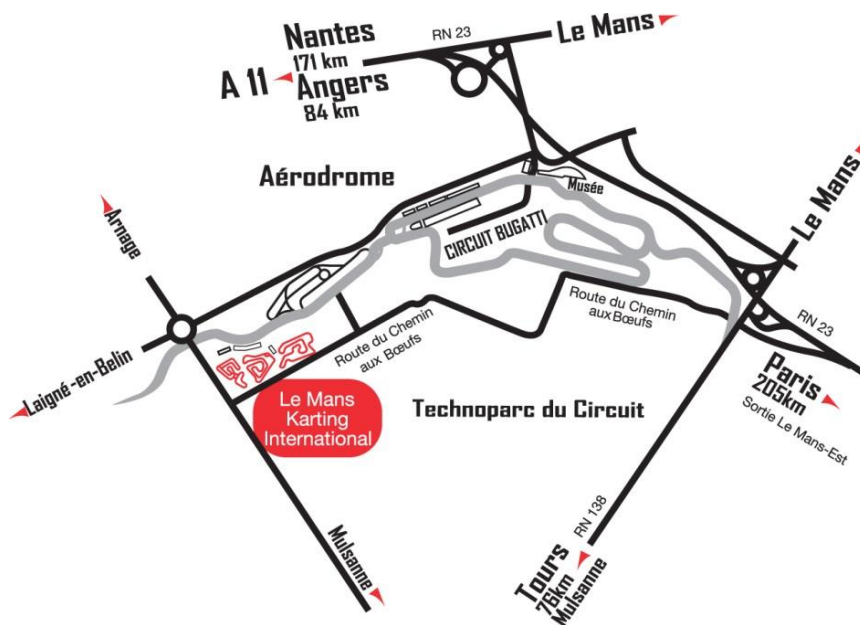 Nantes
171 km
RN 23
Le Mans
A 11
Angers
84 km
Aérodrome
Musée
Arnage
CIRCUIT BUGATTI
Le Mans
Route du Chemin
aux Bœufs
Route du Chemin
aux Bœufs
RN 23
Laigné-en-Belin
Paris
205km
Sortie Le Mans-Est
Le Mans
Karting
International
Technoparc du Circuit
Mulsanne
RN 138
Tours
76km
Mulsanne